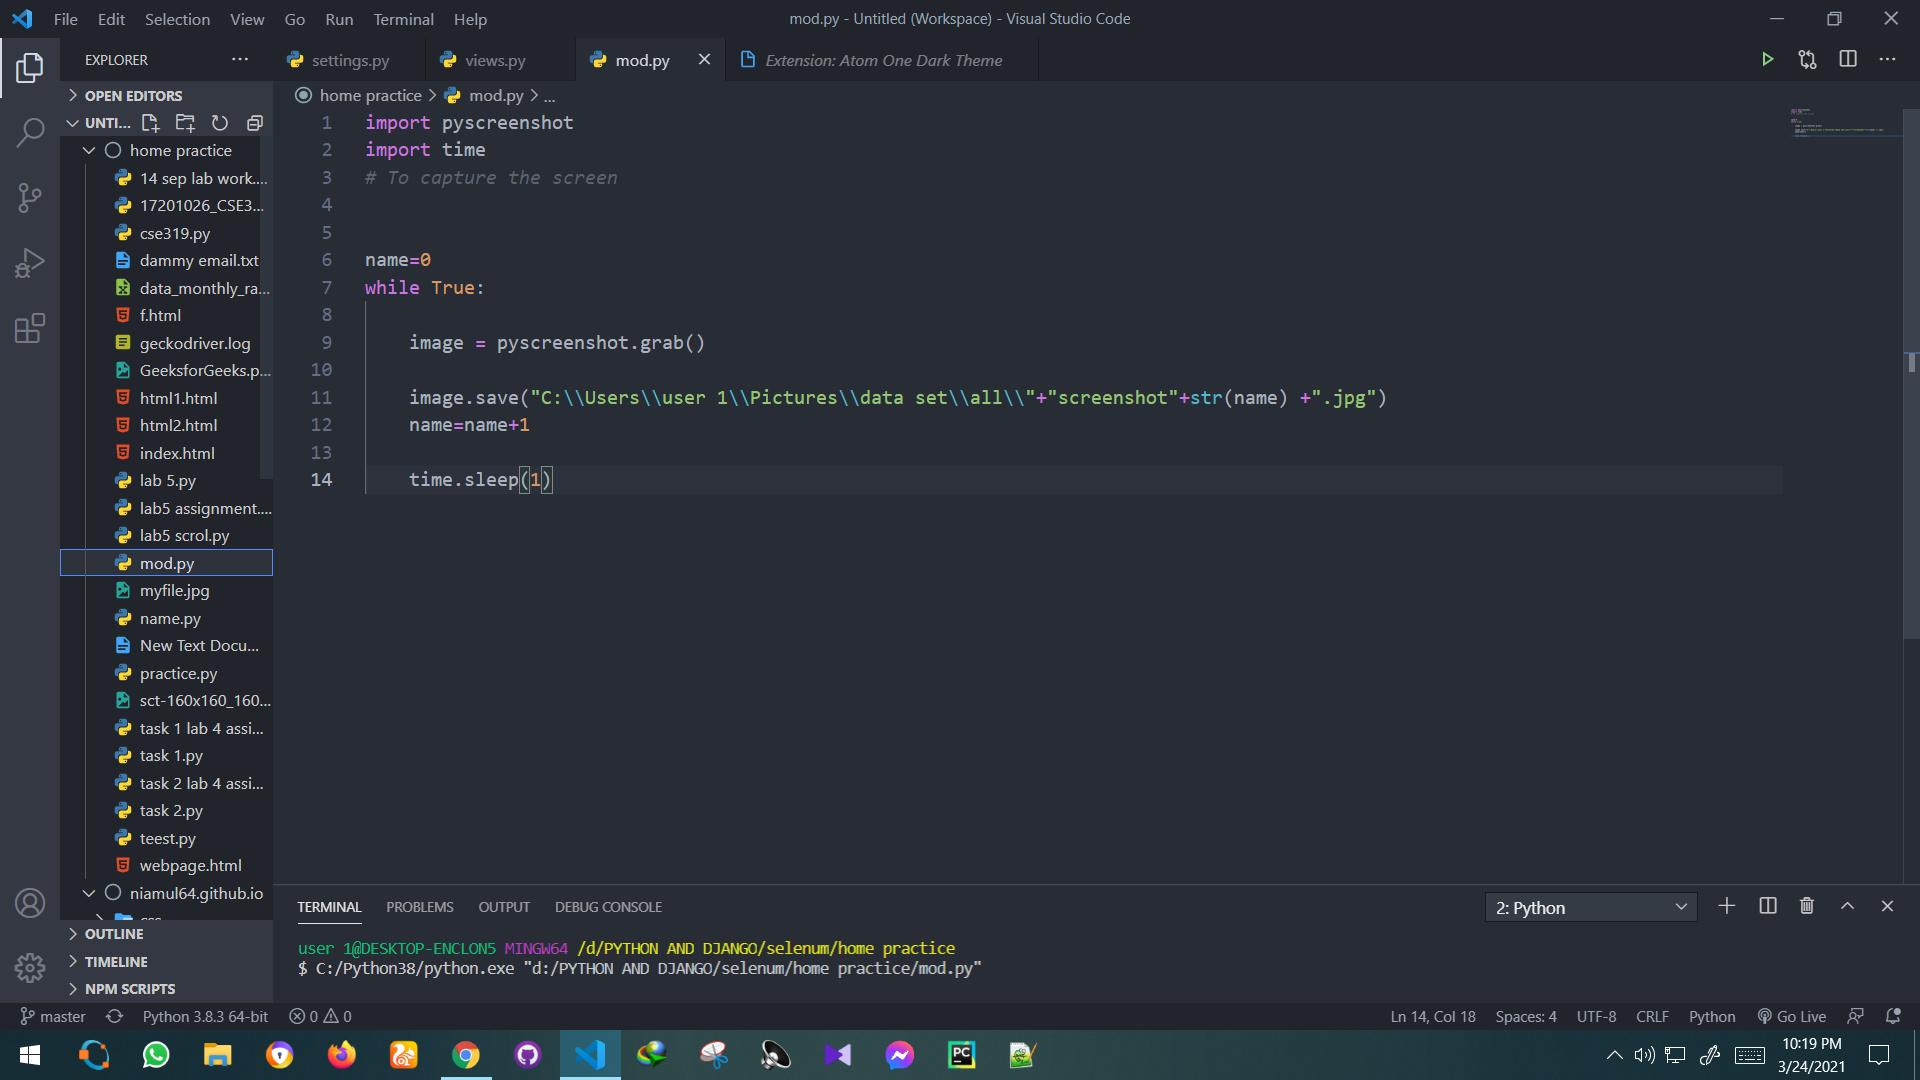 File Edit Selection View Go Run Terminal Help
mod.py - Untitled (Workspace) - Visual Studio Code
EXPLORER
settings.py
views.py
mod.py
Extension: Atom One Dark Theme
OPEN EDITORS
UNTI...
home practice
14 sep lab work....
17201026_CSE3...
cse319.py
dammy email.txt
data_monthly_ra...
f.html
geckodriver.log
GeeksforGeeks.p...
html1.html
html2.html
index.html
lab 5.py
lab5 assignment....
lab5 scrol.py
mod.py
myfile.jpg
name.py
New Text Docu...
practice.py
sct-160x160_160...
task 1 lab 4 assi...
task 1.py
task 2 lab 4 assi...
task 2.py
teest.py
webpage.html
niamul64.github.io
css
OUTLINE
TIMELINE
NPM SCRIPTS
home practice > mod.py > ...
1 import pyscreenshot
2 import time
3 # To capture the screen
4
5
6 name=0
7 while True:
8
9 image = pyscreenshot.grab()
10
11 image.save("C:\\Users\\user 1\\Pictures\\data set\\all\\"+"screenshot"+str(name) +".jpg")
12 name=name+1
13
14 time.sleep(1)
TERMINAL PROBLEMS OUTPUT DEBUG CONSOLE
2: Python
user 1@DESKTOP-ENCLON5 MINGW64 /d/PYTHON AND DJANGO/selenum/home practice
$ C:/Python38/python.exe "d:/PYTHON AND DJANGO/selenum/home practice/mod.py"
master Python 3.8.3 64-bit 0 0
Ln 14, Col 18 Spaces: 4 UTF-8 CRLF Python Go Live
PC
10:19 PM
3/24/2021